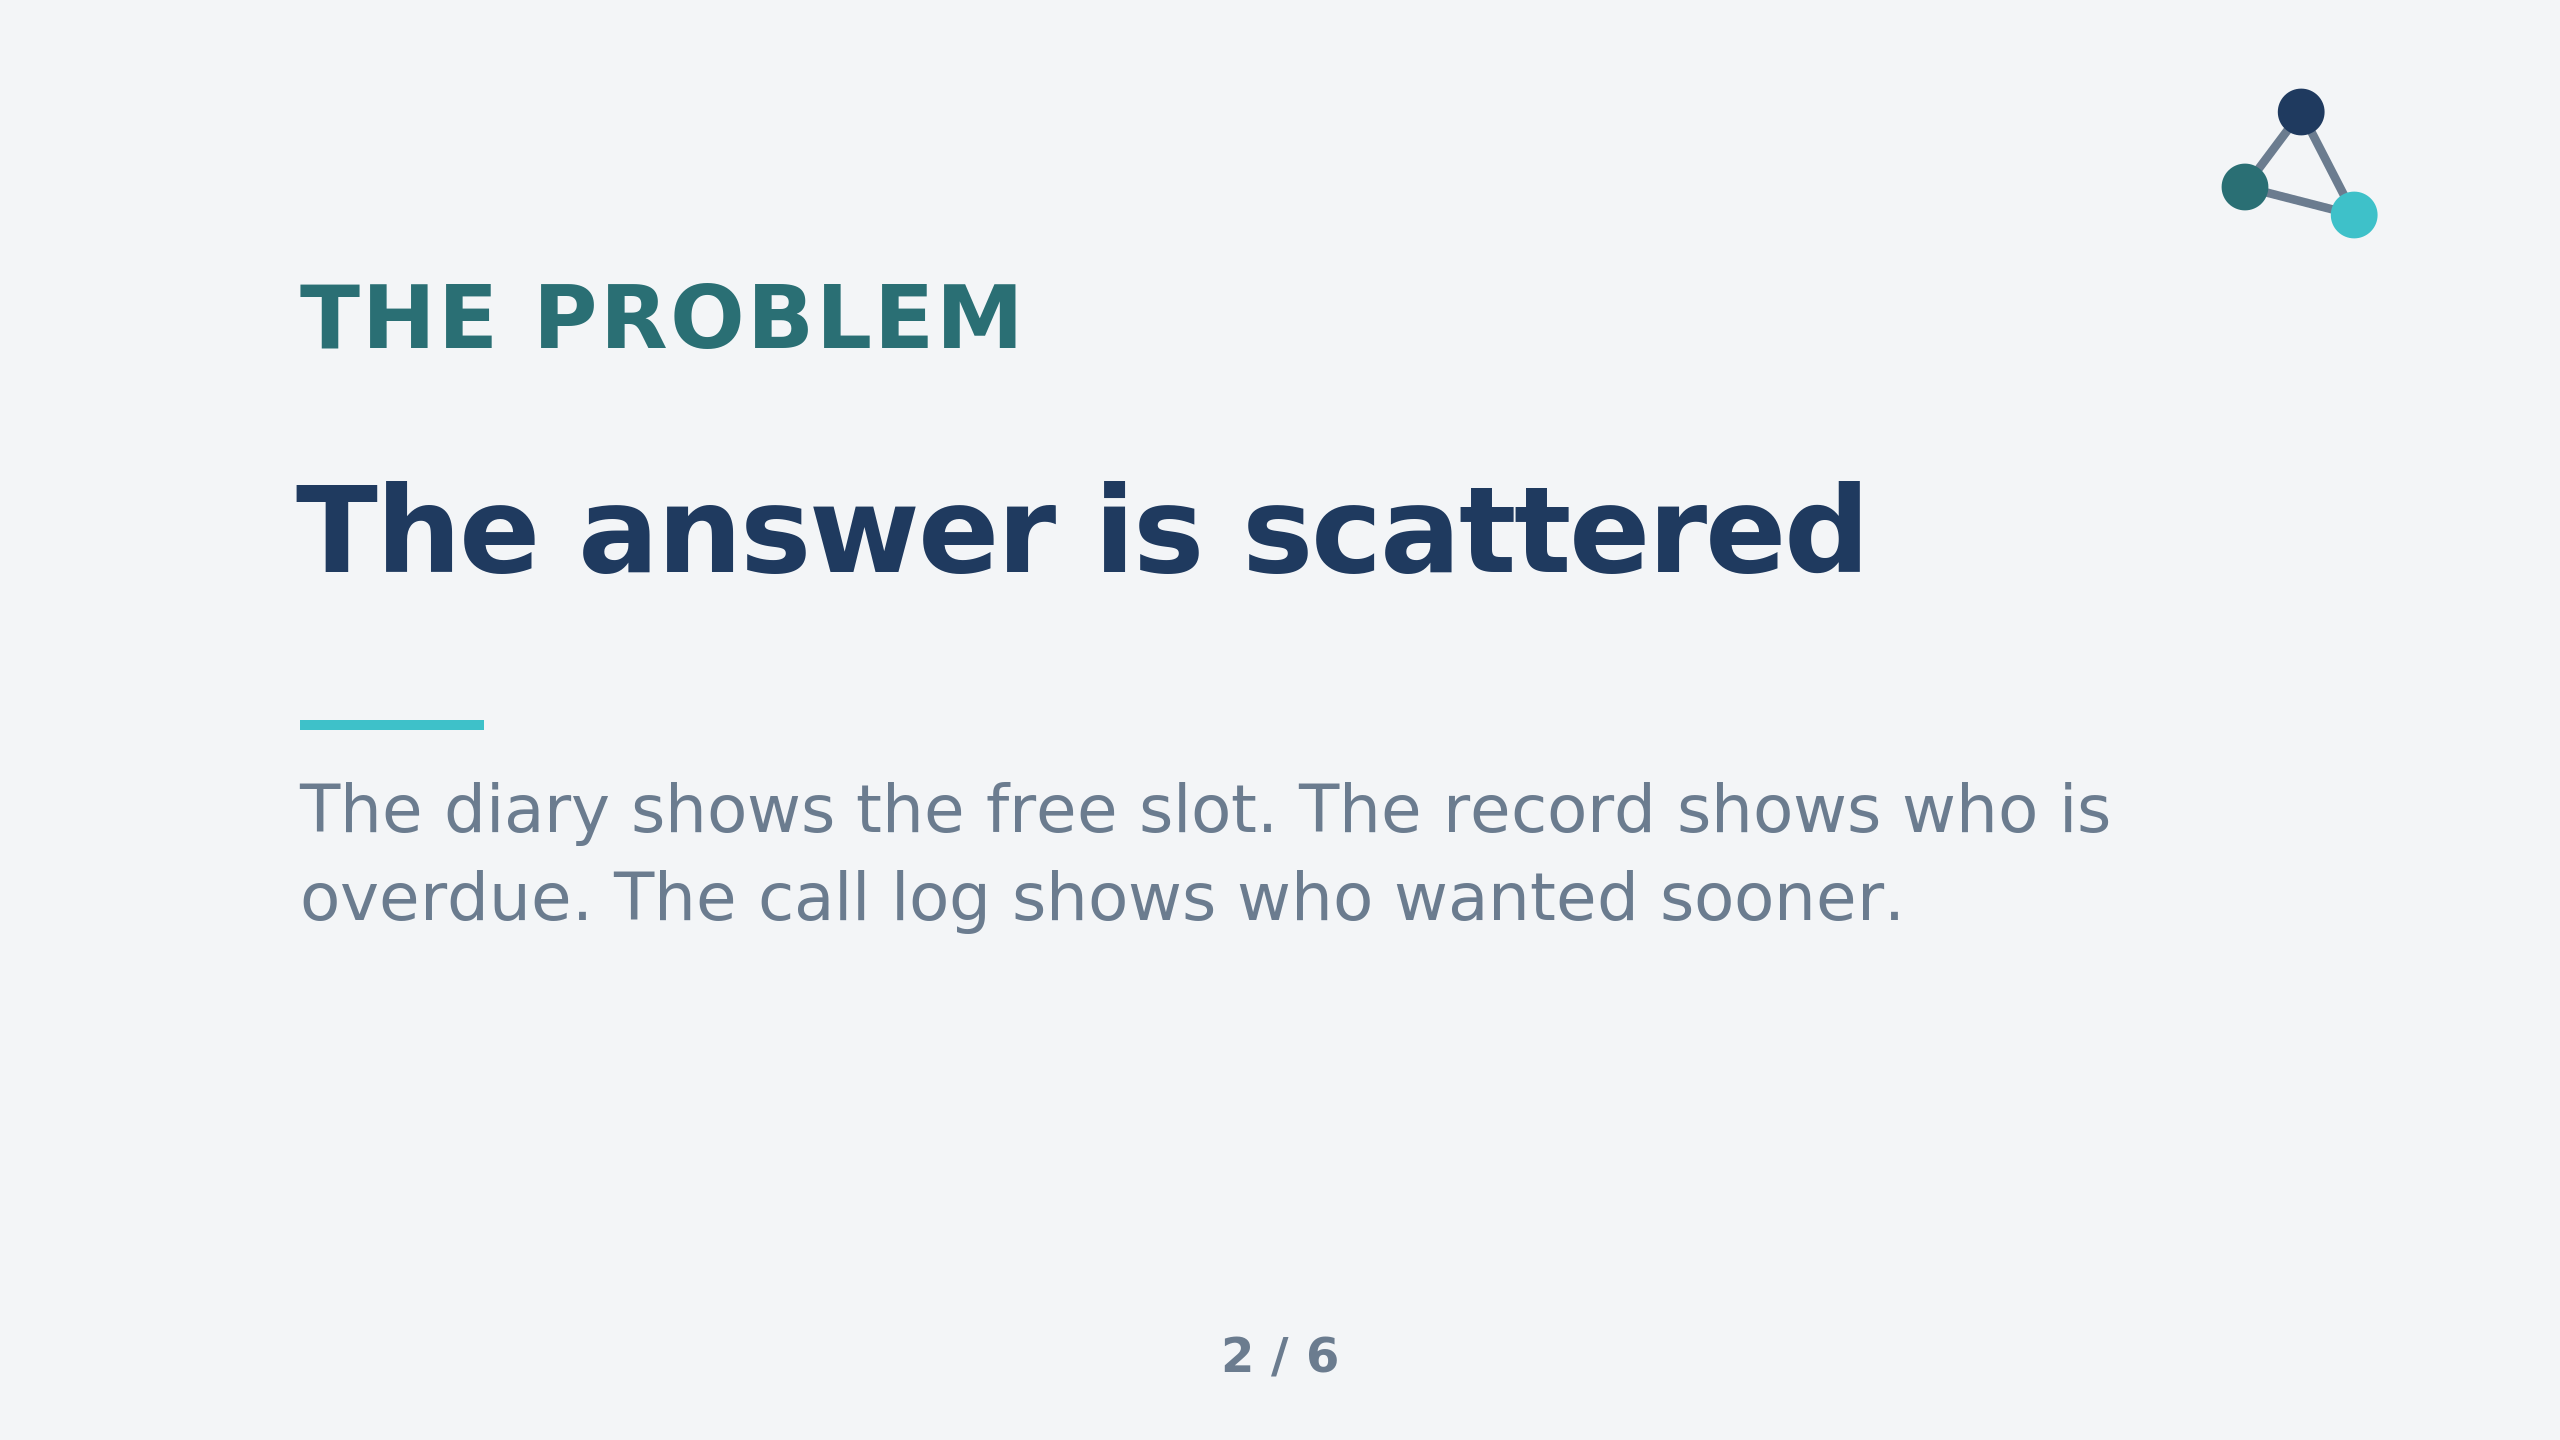 THE PROBLEM
The answer is scattered
The diary shows the free slot. The record shows who is
overdue. The call log shows who wanted sooner.
2 / 6